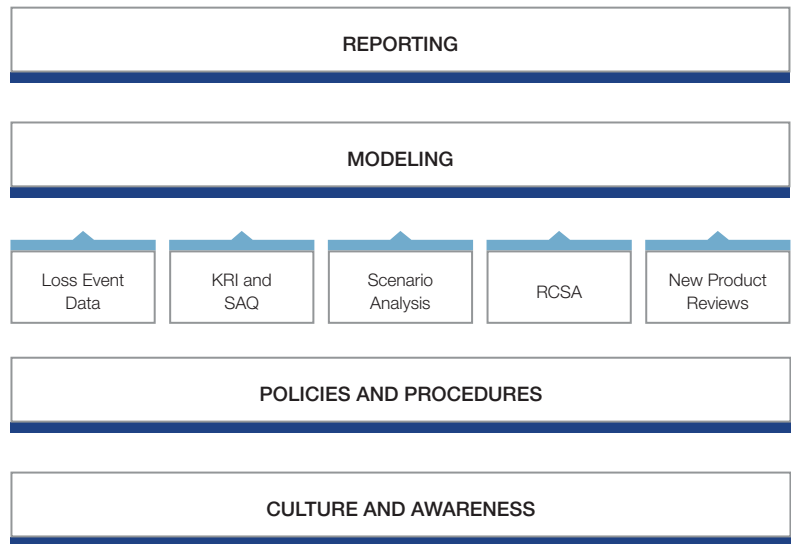 REPORTING
MODELING
Loss Event
Data
KRI and
SAQ
Scenario
Analysis
RCSA
New Product
Reviews
POLICIES AND PROCEDURES
CULTURE AND AWARENESS